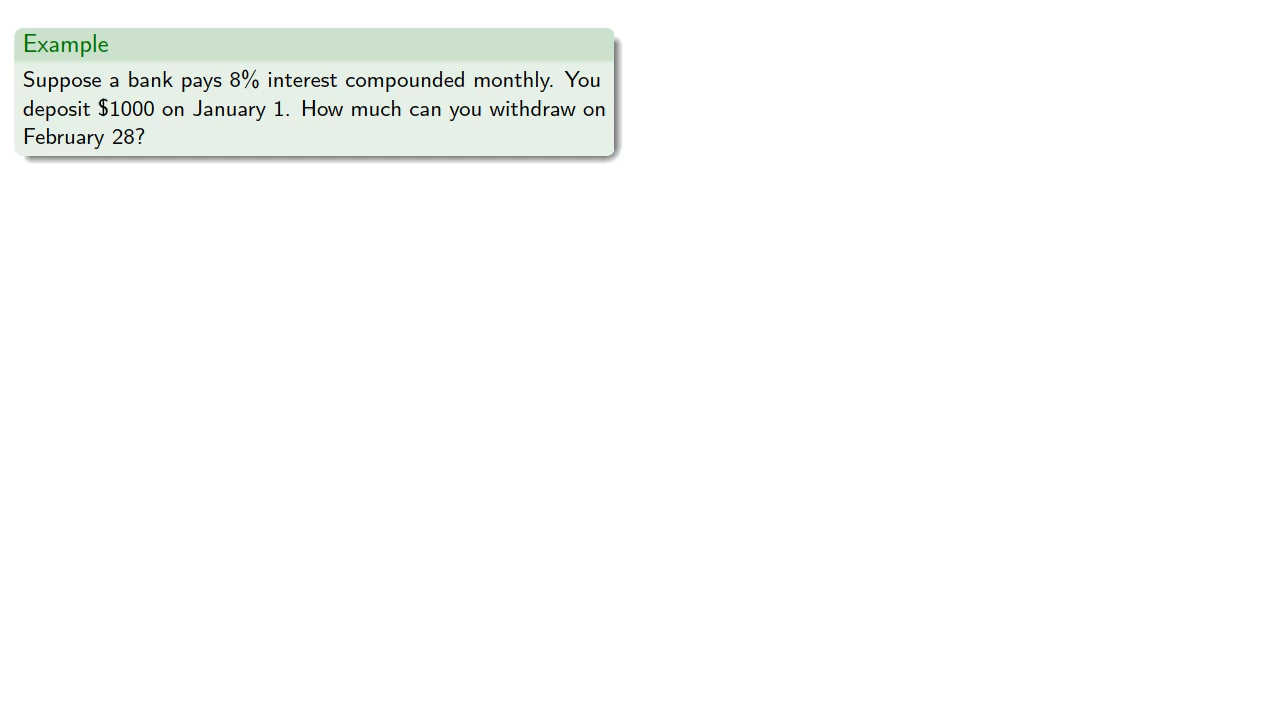 Example
Suppose a bank pays 8% interest compounded monthly. You
deposit $1000 on January 1. How much can you withdraw on
February 28?